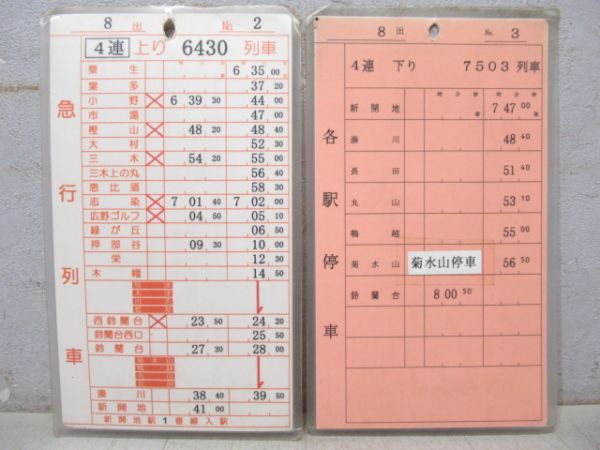 8 出 No. 2
4連 上り 6430 列車
急行列車
粟生 6 35 00
葉多 37 20
小野 6 39 30 44 00
市場 47 00
樫山 48 20 48 40
大村 52 30
三木 54 20 55 00
三木上の丸 56 40
恵比須 58 30
志染 7 01 40 7 02 00
広野ゴルフ 04 50 05 10
緑が丘 06 50
押部谷 09 30 10 00
栄 12 30
木幡 14 50
西鈴蘭台 23 50 24 20
鈴蘭台西口 25 50
鈴蘭台 27 30 28 00
湊川 38 40 39 50
新開地 41 00
新開地駅1番線入駅
8 出 No. 3
4連 下り 7503 列車
各駅停車
時 分 秒 時 分 秒
新開地 7 47 00
湊川 48 40
長田 51 40
丸山 53 10
鵯越 55 00
菊水山 菊水山停車 56 50
鈴蘭台 8 00 50